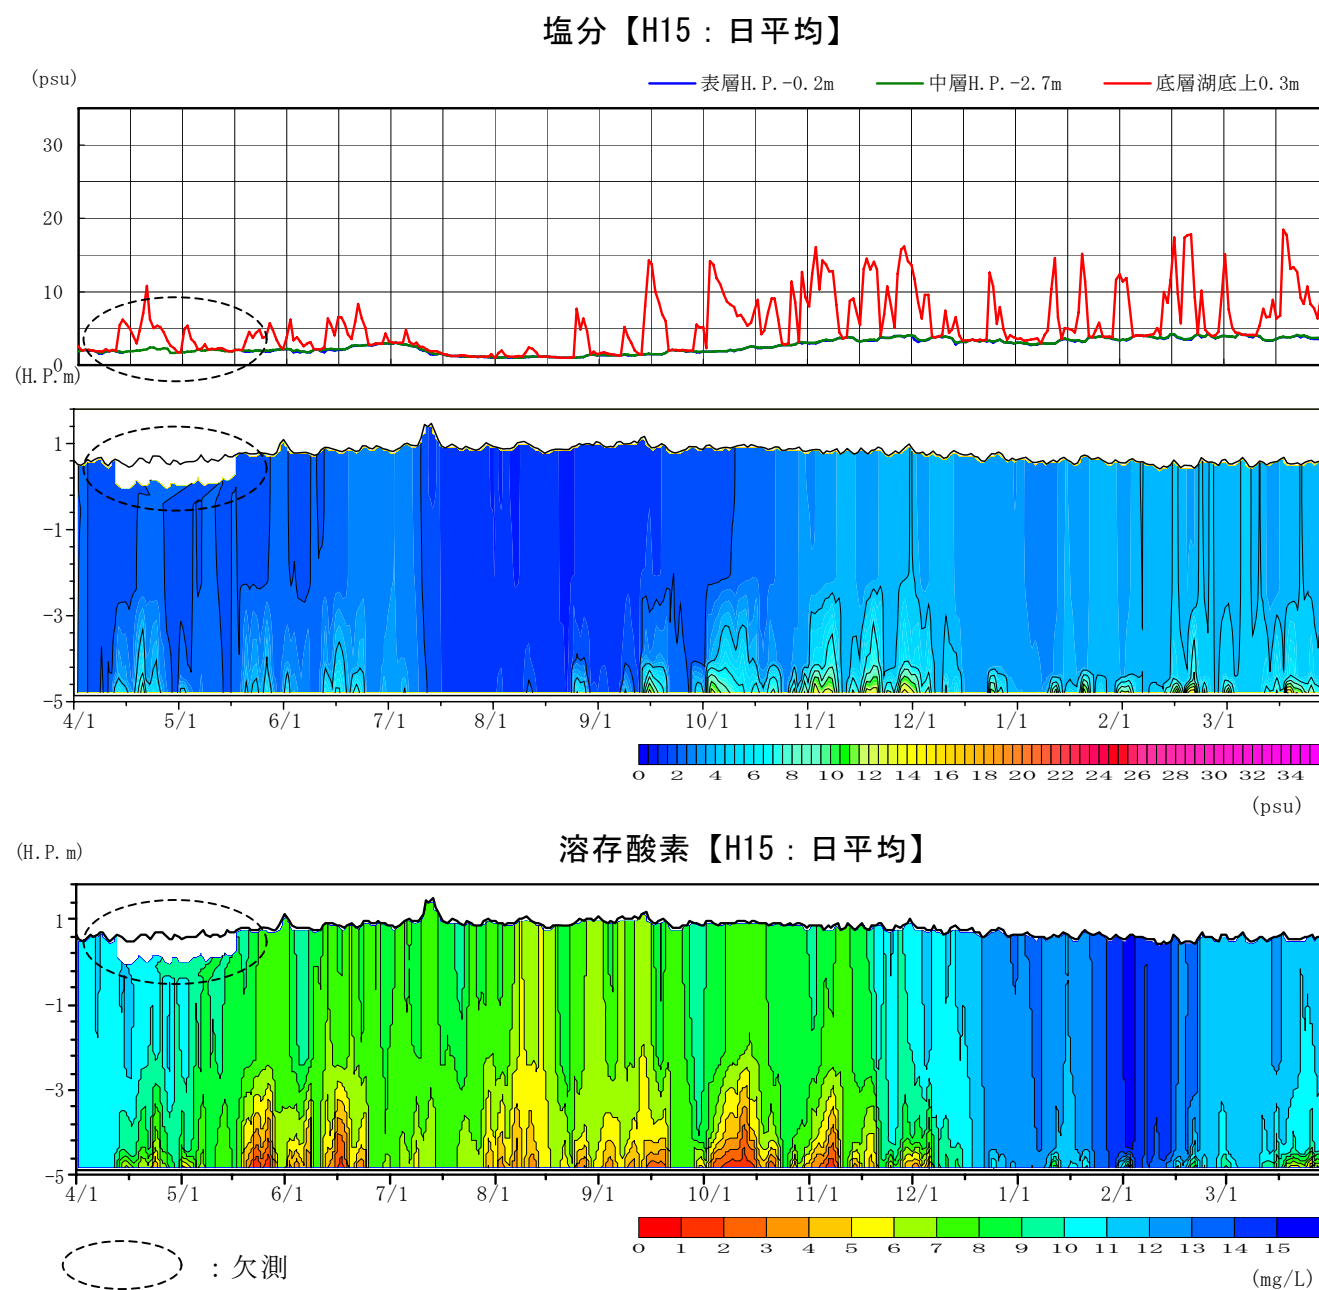 塩分【H15：日平均】
(psu)
表層H.P.-0.2m 中層H.P.-2.7m 底層湖底上0.3m
30
20
10
0
(H.P.m)
1
-1
-3
-5
4/1 5/1 6/1 7/1 8/1 9/1 10/1 11/1 12/1 1/1 2/1 3/1
0 2 4 6 8 10 12 14 16 18 20 22 24 26 28 30 32 34
(psu)
溶存酸素【H15：日平均】
(H.P.m)
1
-1
-3
-5
4/1 5/1 6/1 7/1 8/1 9/1 10/1 11/1 12/1 1/1 2/1 3/1
0 1 2 3 4 5 6 7 8 9 10 11 12 13 14 15
：欠測
(mg/L)